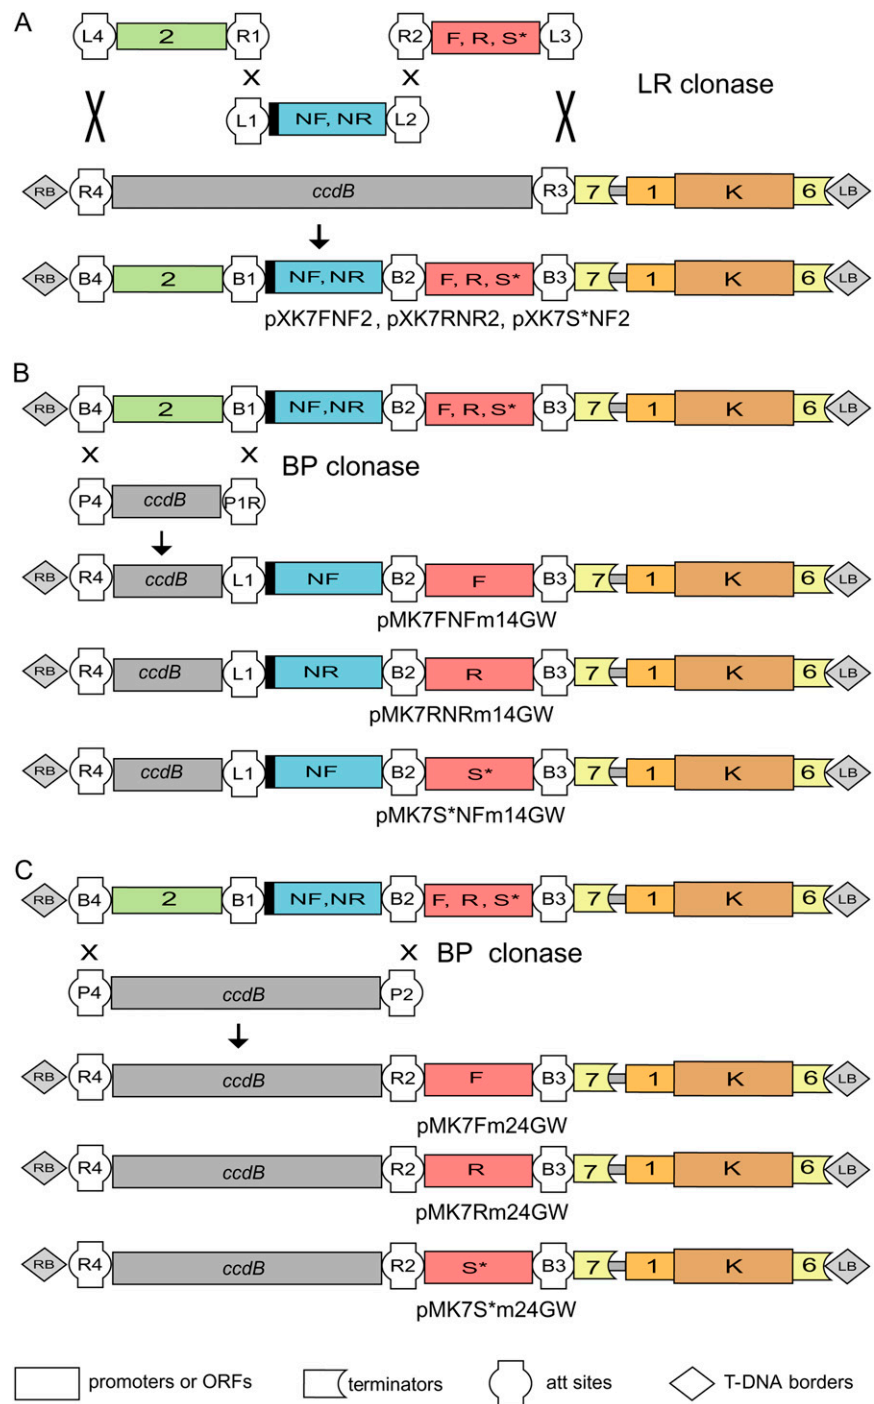 A
L4 2 R1 R2 F, R, S* L3
X X
LR clonase
X X
L1 NF, NR L2
RB R4 ccdB R3 7 1 K 6 LB
RB B4 2 B1 NF, NR B2 F, R, S* B3 7 1 K 6 LB
pXK7FNF2, pXK7RNR2, pXK7S*NF2
B
RB B4 2 B1 NF,NR B2 F, R, S* B3 7 1 K 6 LB
X X
BP clonase
P4 ccdB P1R
RB R4 ccdB L1 NF B2 F B3 7 1 K 6 LB
pMK7FNFm14GW
RB R4 ccdB L1 NR B2 R B3 7 1 K 6 LB
pMK7RNRm14GW
RB R4 ccdB L1 NF B2 S* B3 7 1 K 6 LB
pMK7S*NFm14GW
C
RB B4 2 B1 NF,NR B2 F, R, S* B3 7 1 K 6 LB
X X BP clonase
P4 ccdB P2
RB R4 ccdB R2 F B3 7 1 K 6 LB
pMK7Fm24GW
RB R4 ccdB R2 R B3 7 1 K 6 LB
pMK7Rm24GW
RB R4 ccdB R2 S* B3 7 1 K 6 LB
pMK7S*m24GW
promoters or ORFs terminators att sites T-DNA borders